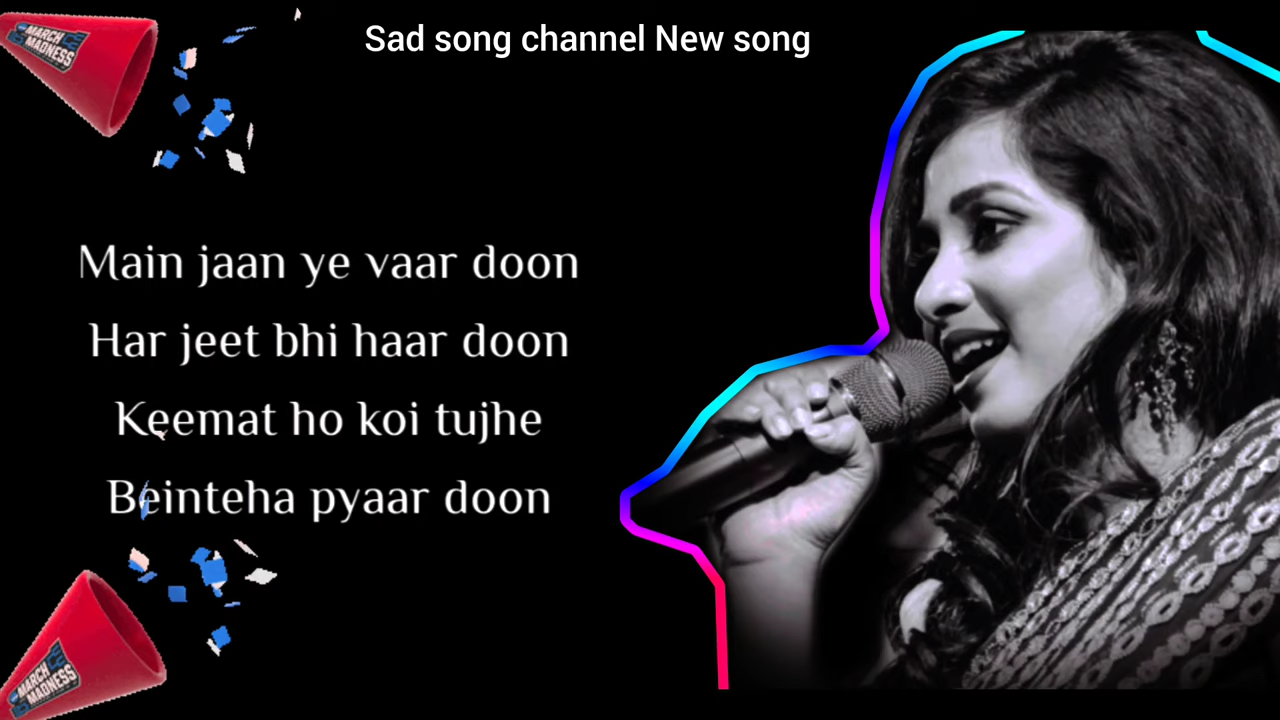 Sad song channel New song
MARCH
MADNESS
Main jaan ye vaar doon
Har jeet bhi haar doon
Keemat ho koi tujhe
Beinteha pyaar doon
MARCH
MADNESS